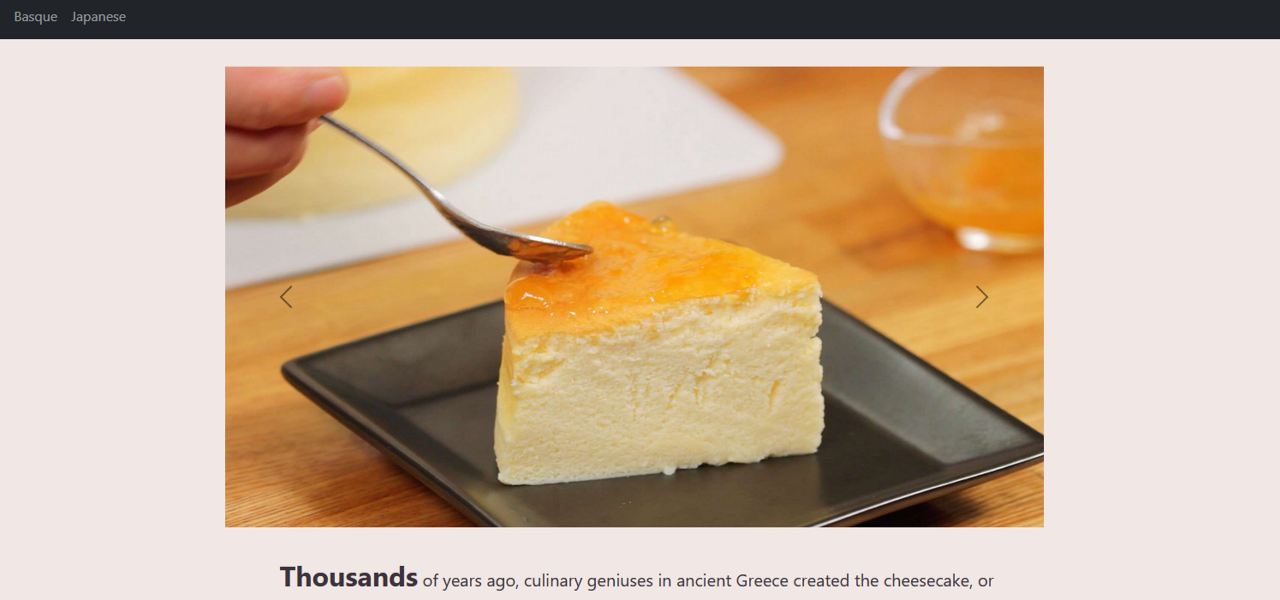 Basque Japanese
Thousands of years ago, culinary geniuses in ancient Greece created the cheesecake, or